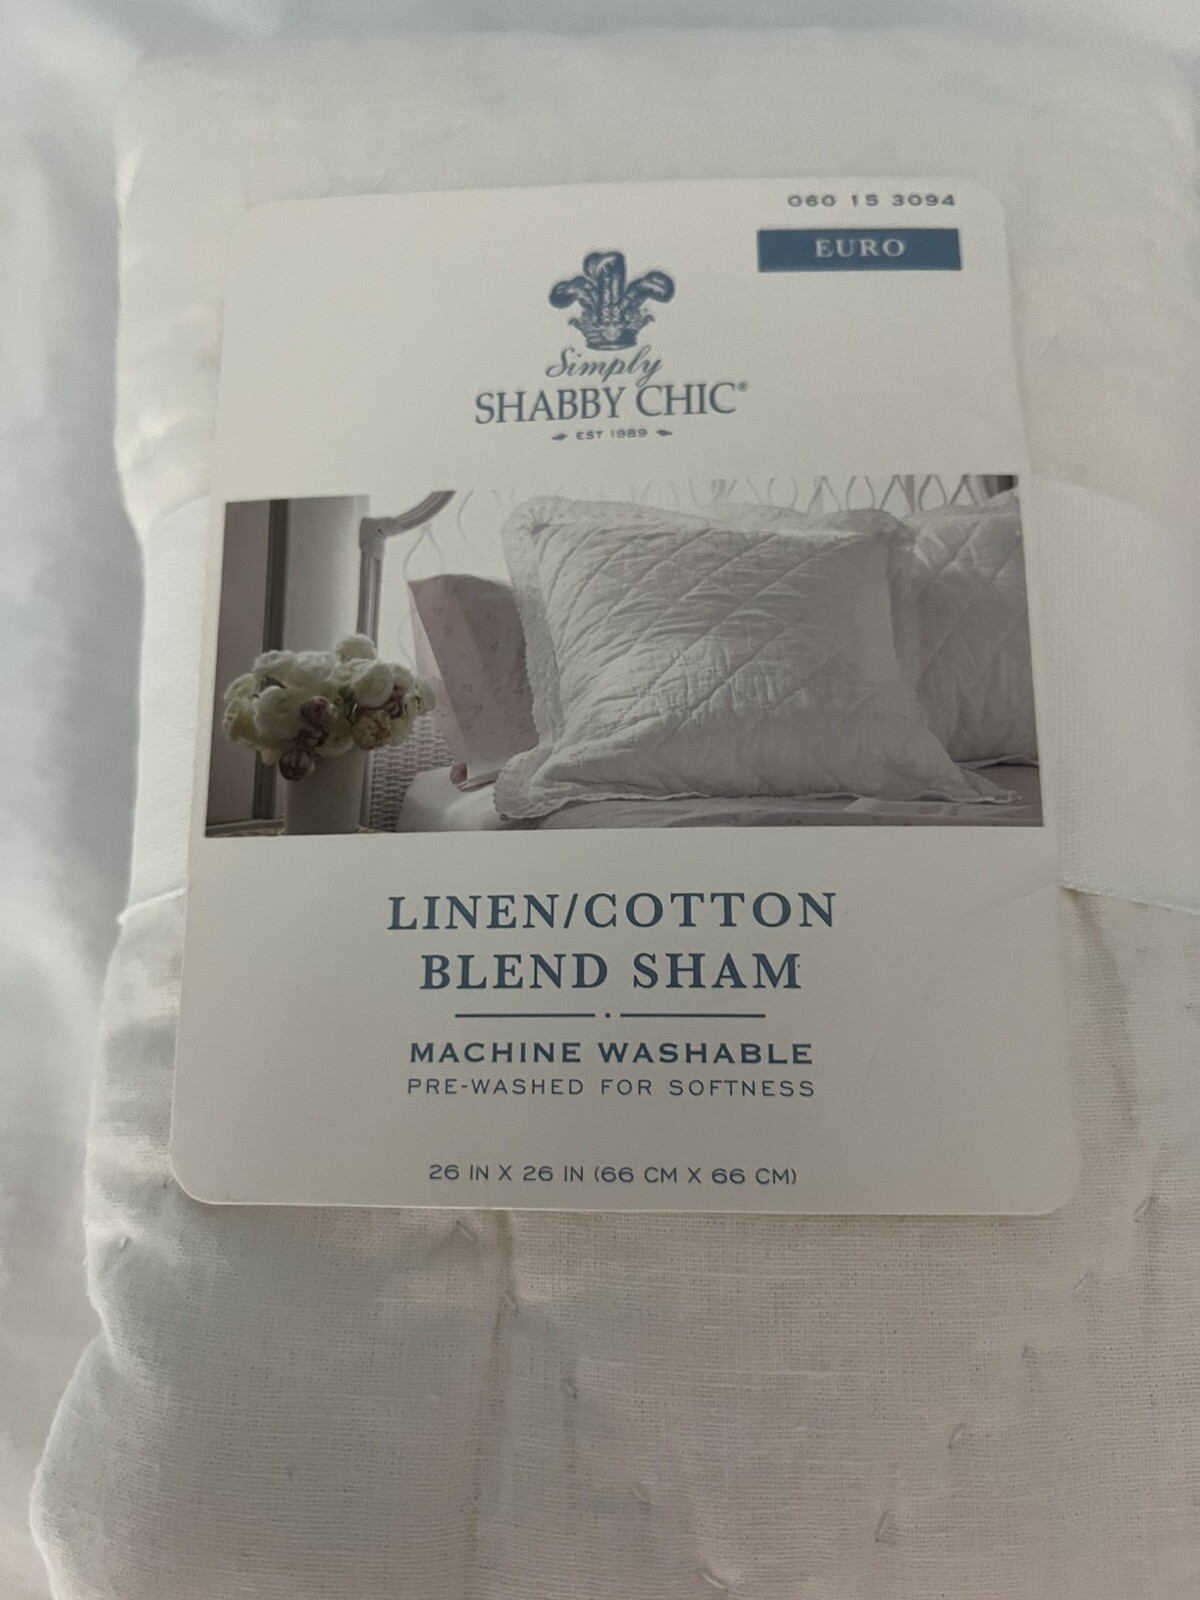 060 15 3094
EURO
Simply
SHABBY CHIC®
EST 1989
LINEN/COTTON
BLEND SHAM
MACHINE WASHABLE
PRE-WASHED FOR SOFTNESS
26 IN X 26 IN (66 CM X 66 CM)